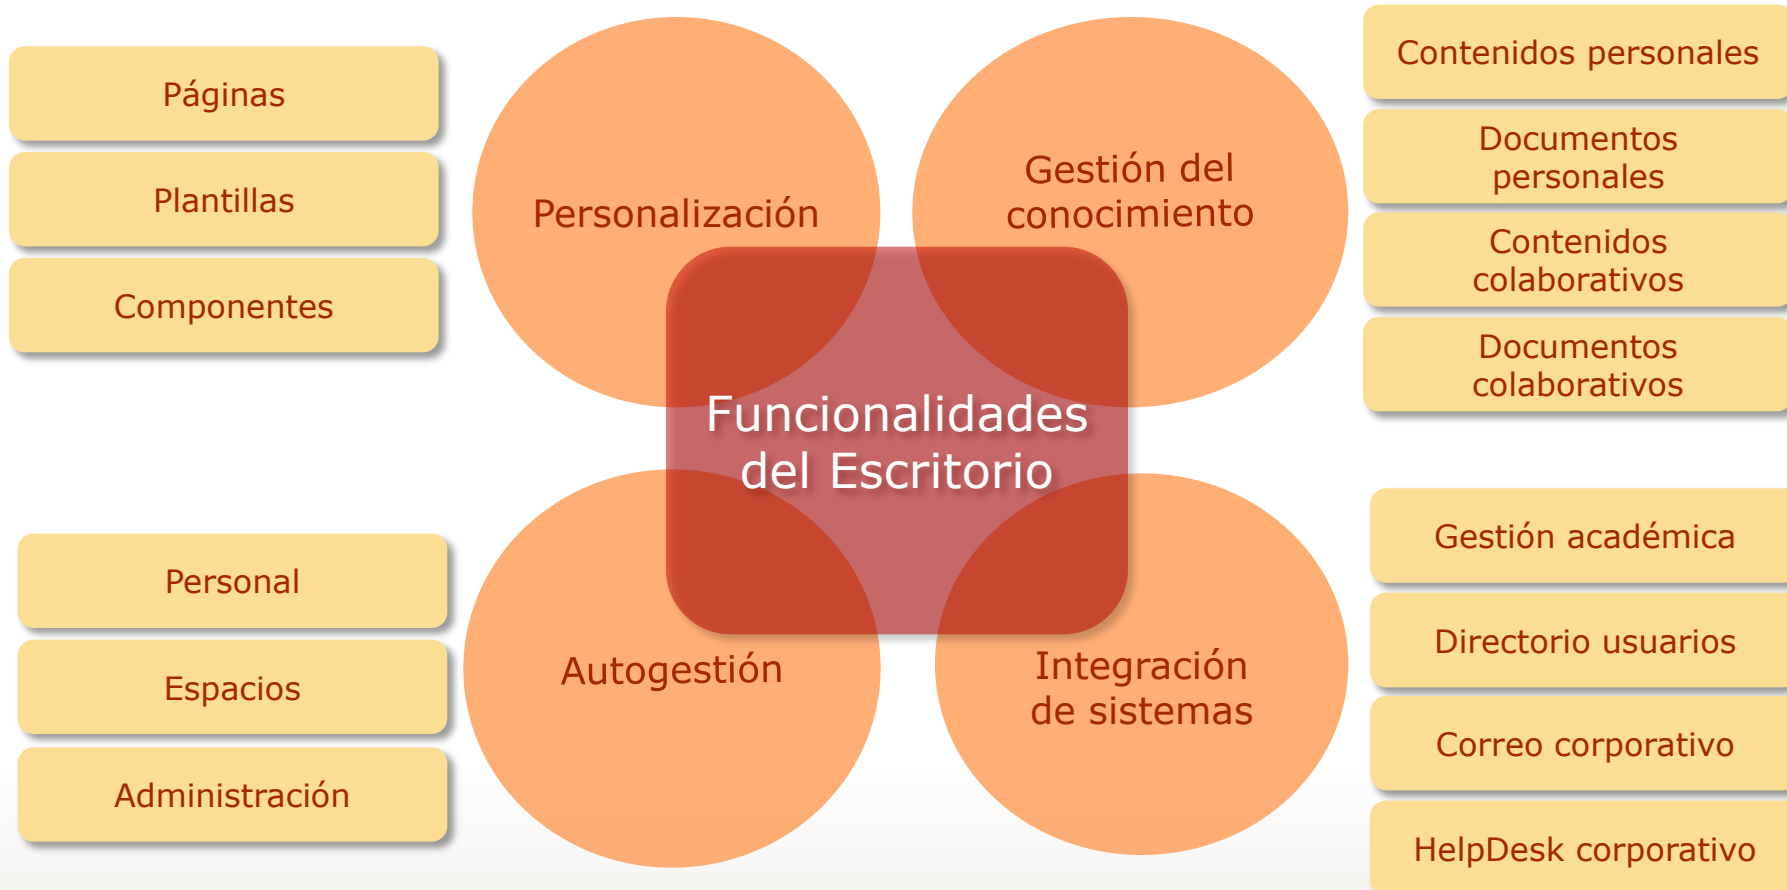 Páginas
Plantillas
Componentes
Personalización
Gestión del
conocimiento
Contenidos personales
Documentos
personales
Contenidos
colaborativos
Documentos
colaborativos
Funcionalidades
del Escritorio
Personal
Espacios
Administración
Autogestión
Integración
de sistemas
Gestión académica
Directorio usuarios
Correo corporativo
HelpDesk corporativo